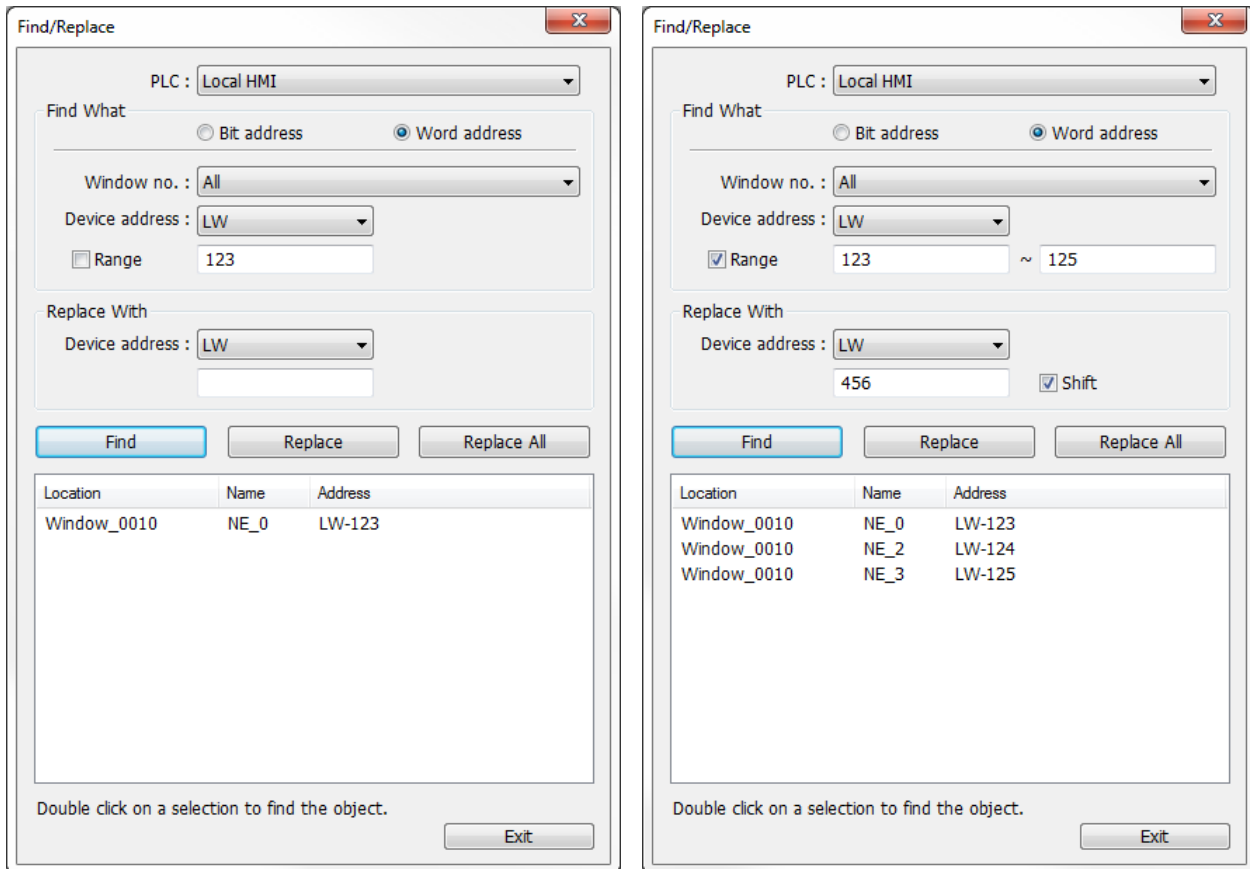 Find/Replace
PLC : Local HMI
Find What
Bit address Word address
Window no. : All
Device address : LW
Range 123
Replace With
Device address : LW
Find Replace Replace All
Location Name Address
Window_0010 NE_0 LW-123
Double click on a selection to find the object.
Exit
Find/Replace
PLC : Local HMI
Find What
Bit address Word address
Window no. : All
Device address : LW
Range 123 ~ 125
Replace With
Device address : LW
456 Shift
Find Replace Replace All
Location Name Address
Window_0010 NE_0 LW-123
Window_0010 NE_2 LW-124
Window_0010 NE_3 LW-125
Double click on a selection to find the object.
Exit